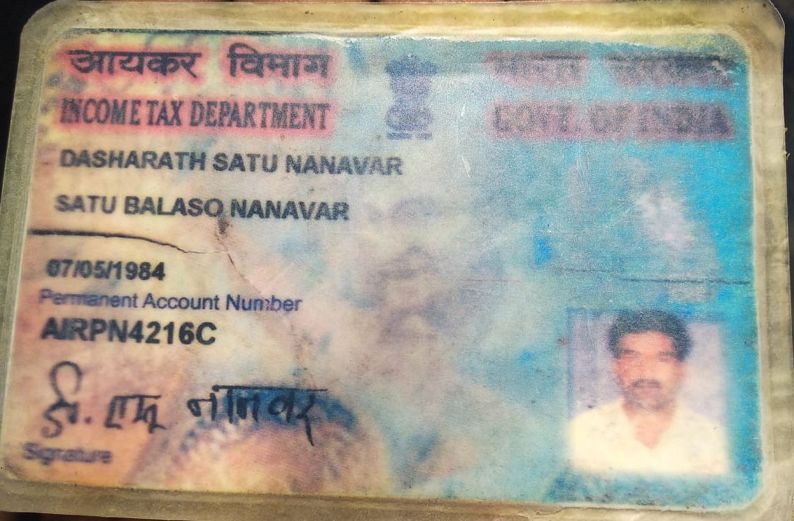 आयकर विभाग
INCOME TAX DEPARTMENT
भारत सरकार
GOVT. OF INDIA
DASHARATH SATU NANAVAR
SATU BALASO NANAVAR
07/05/1984
Permanent Account Number
AIRPN4216C
डी. एस. नानवर
Signature